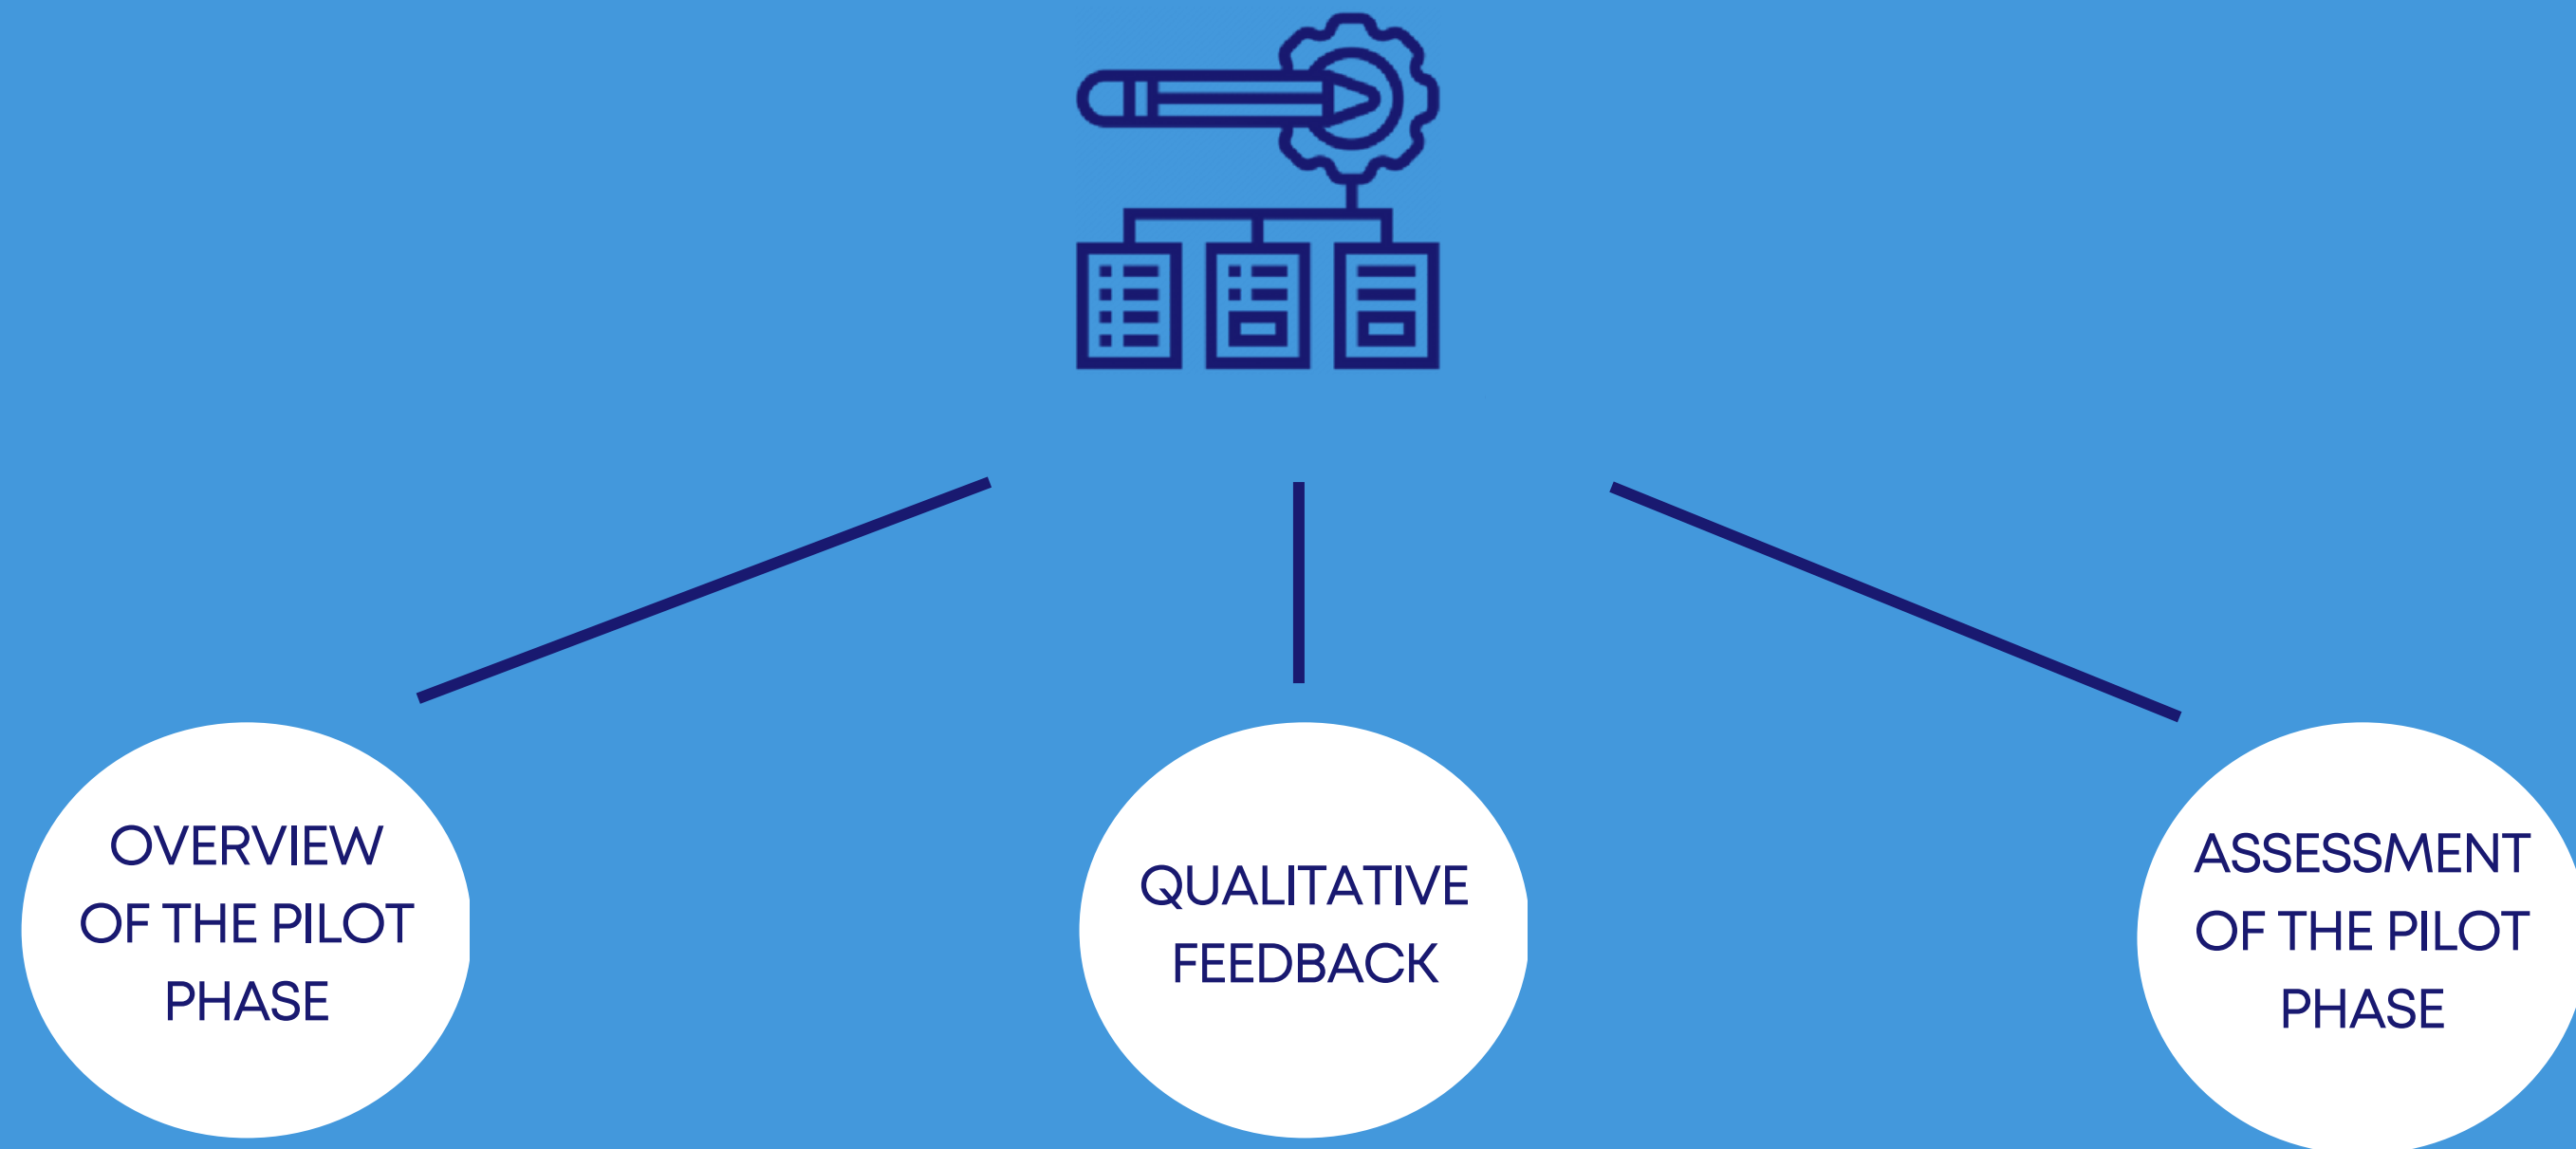 OVERVIEW
OF THE PILOT
PHASE
QUALITATIVE
FEEDBACK
ASSESSMENT
OF THE PILOT
PHASE